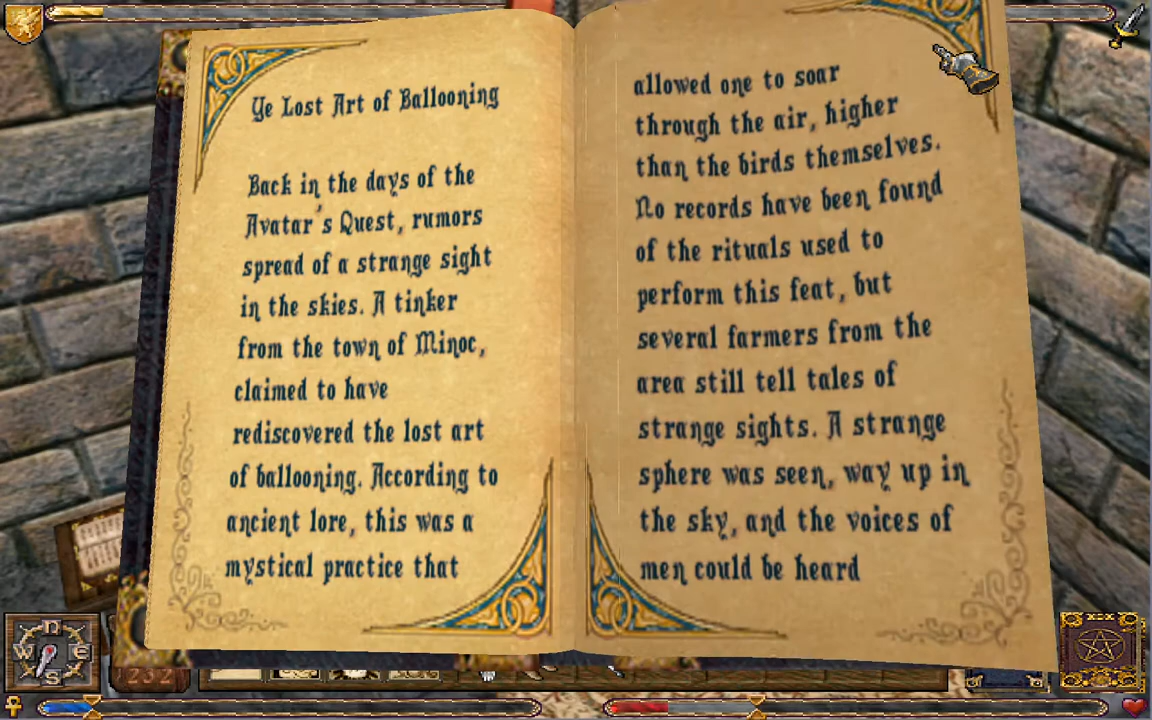 Ye Lost Art of Ballooning
Back in the days of the
Avatar's Quest, rumors
spread of a strange sight
in the skies. A tinker
from the town of Minoc,
claimed to have
rediscovered the lost art
of ballooning. According to
ancient lore, this was a
mystical practice that
allowed one to soar
through the air, higher
than the birds themselves.
No records have been found
of the rituals used to
perform this feat, but
several farmers from the
area still tell tales of
strange sights. A strange
sphere was seen, way up in
the sky, and the voices of
men could be heard
n
W
e
S
232